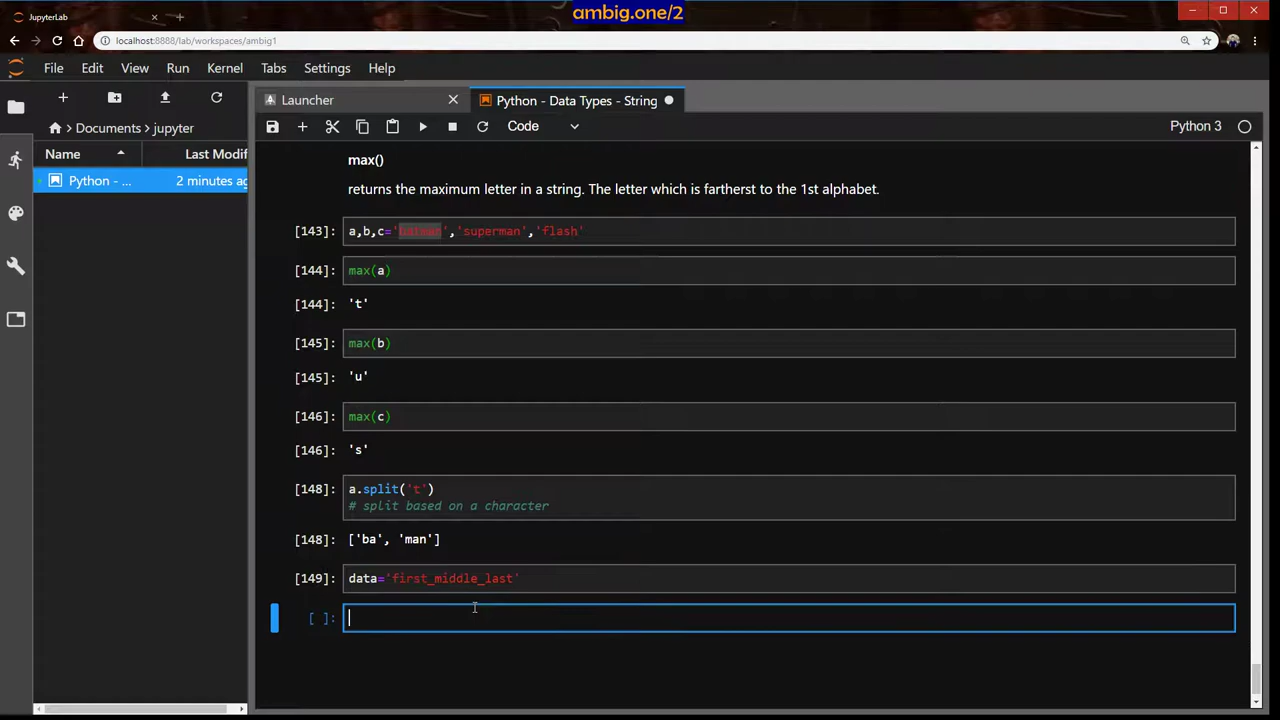 ambig.one/2
JupyterLab
localhost:8888/lab/workspaces/ambig1
File Edit View Run Kernel Tabs Settings Help
Launcher
Python - Data Types - String
Documents > jupyter
Code
Python 3
Name Last Modif
Python - ... 2 minutes ag
max()
returns the maximum letter in a string. The letter which is fartherst to the 1st alphabet.
[143]: a,b,c='batman','superman','flash'
[144]: max(a)
[144]: 't'
[145]: max(b)
[145]: 'u'
[146]: max(c)
[146]: 's'
[148]: a.split('t')
# split based on a character
[148]: ['ba', 'man']
[149]: data='first_middle_last'
[ ]: